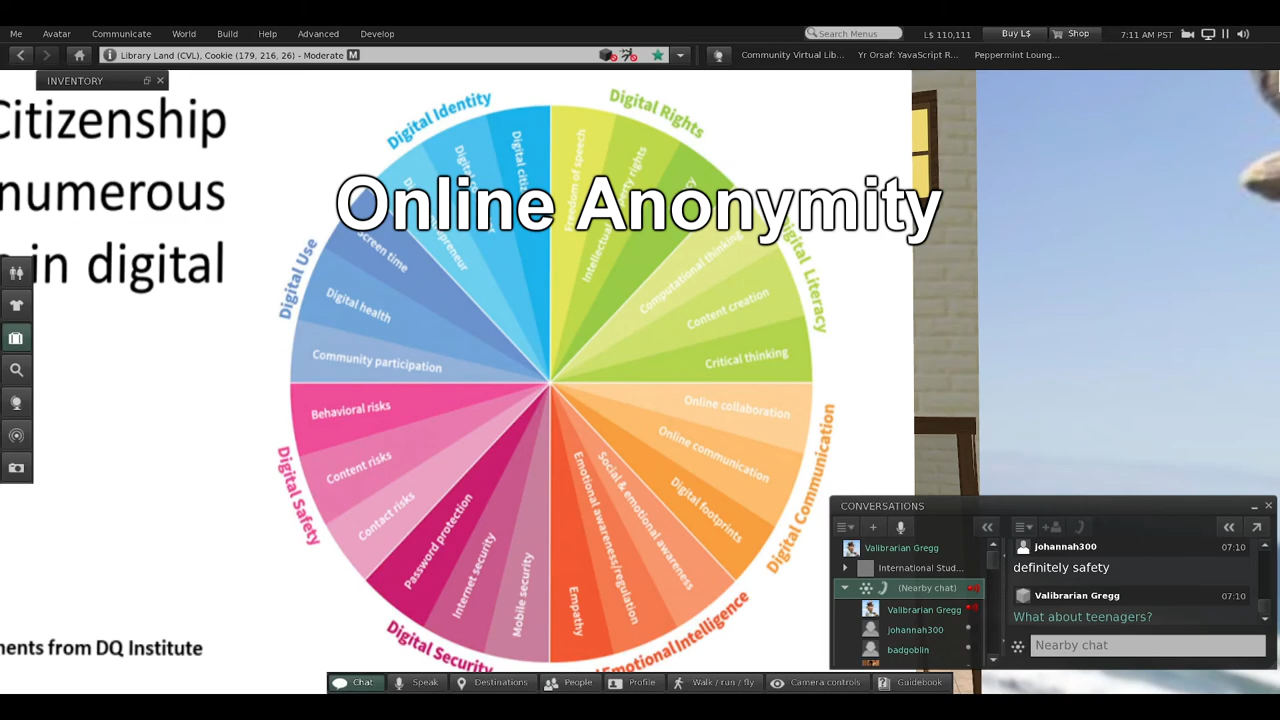 Me Avatar Communicate World Build Help Advanced Develop Search Menus L$ 110,111 Buy L$ Shop 7:11 AM PST
Library Land (CVL), Cookie (179, 216, 26) - Moderate M Community Virtual Lib... Yr Orsaf: YavaScript R... Peppermint Loung...
INVENTORY
Citizenship
numerous
in digital
ments from DQ Institute
Online Anonymity
Digital Identity
Digital Rights
Freedom of speech
Intellectual
Digital Literacy
Computational thinking
Content creation
Critical thinking
Digital Communication
Online collaboration
Online communication
Digital footprints
Emotional Intelligence
Social & emotional awareness
Emotional awareness/regulation
Empathy
Digital Security
Mobile security
Internet security
Password protection
Digital Safety
Contact risks
Content risks
Behavioral risks
Digital Use
Community participation
Digital health
Screen time
CONVERSATIONS
Valibrarian Gregg
International Stud...
(Nearby chat)
Valibrarian Gregg
johannah300
badgoblin
johannah300 07:10
definitely safety
Valibrarian Gregg 07:10
What about teenagers?
Nearby chat
Chat Speak Destinations People Profile Walk / run / fly Camera controls Guidebook